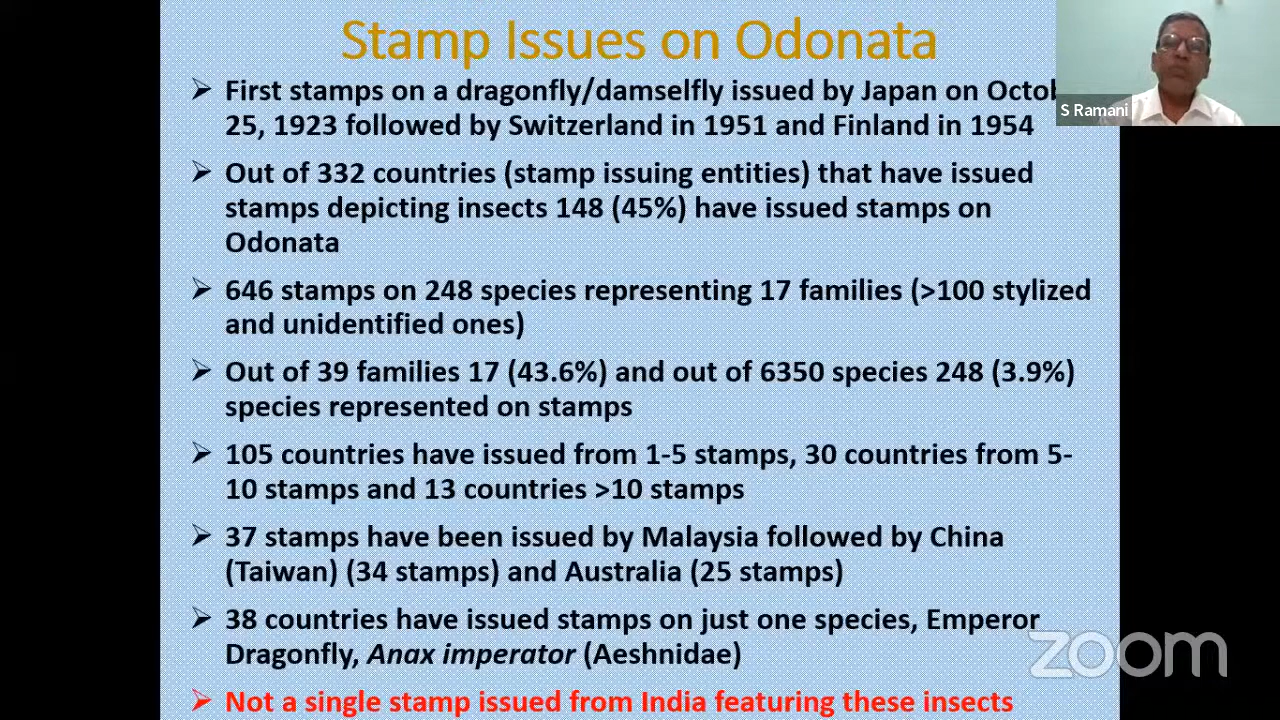 Stamp Issues on Odonata
➢ First stamps on a dragonfly/damselfly issued by Japan on
25, 1923 followed by Switzerland in 1951 and Finland in 1954
➢ Out of 332 countries (stamp issuing entities) that have issued
stamps depicting insects 148 (45%) have issued stamps on
Odonata
➢ 646 stamps on 248 species representing 17 families (>100 stylized
and unidentified ones)
➢ Out of 39 families 17 (43.6%) and out of 6350 species 248 (3.9%)
species represented on stamps
➢ 105 countries have issued from 1-5 stamps, 30 countries from 5-
10 stamps and 13 countries >10 stamps
➢ 37 stamps have been issued by Malaysia followed by China
(Taiwan) (34 stamps) and Australia (25 stamps)
➢ 38 countries have issued stamps on just one species, Emperor
Dragonfly, Anax imperator (Aeshnidae)
➢ Not a single stamp issued from India featuring these insects
S Ramani
zoom